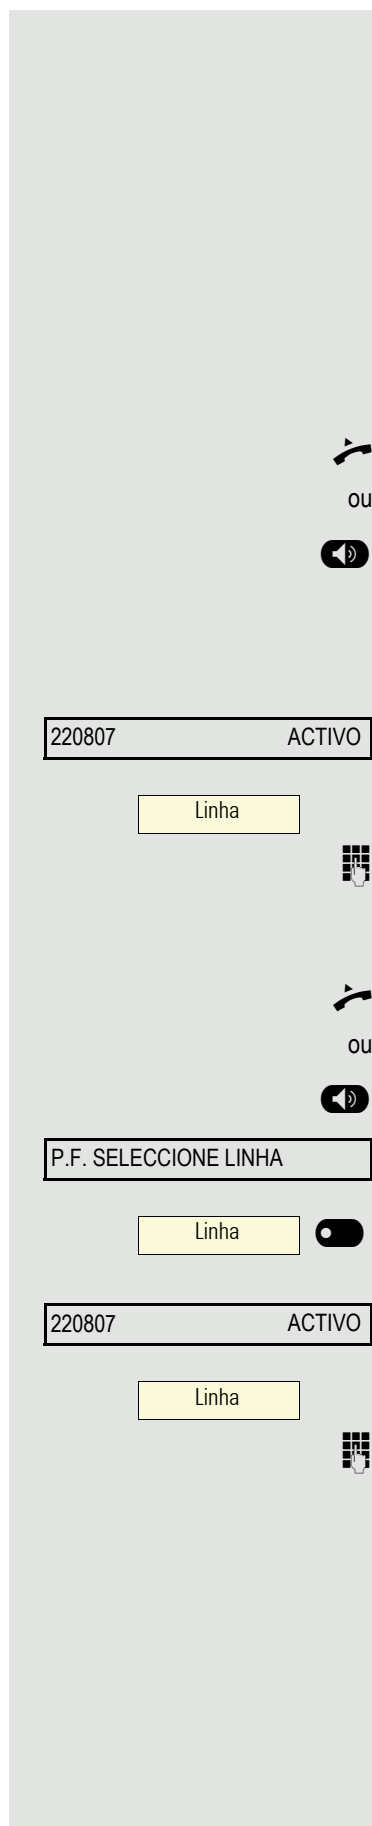 ou
220807 ACTIVO
Linha
ou
P.F. SELECCIONE LINHA
Linha
220807 ACTIVO
Linha